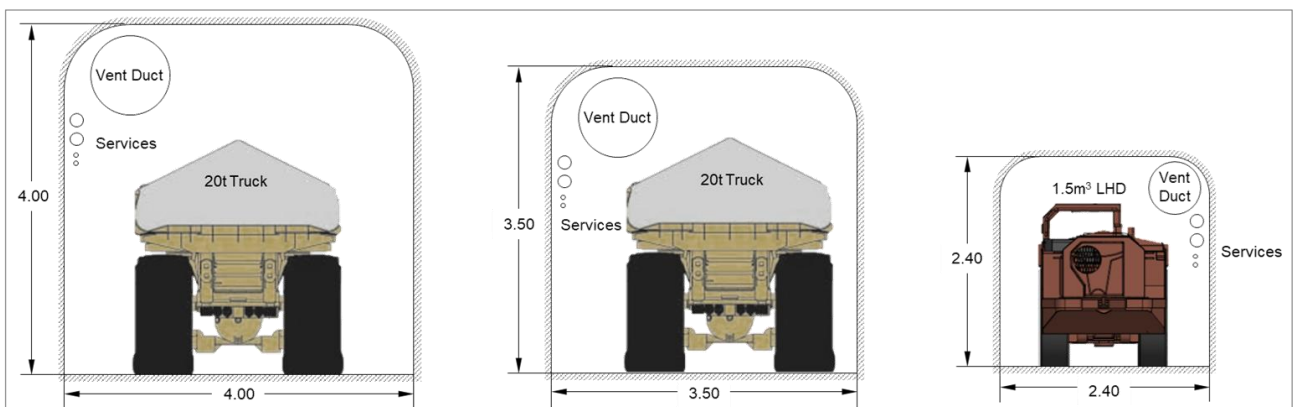 Vent Duct
Services
20t Truck
4.00
4.00
Vent Duct
20t Truck
3.50
Services
3.50
1.5m³ LHD
Vent
Duct
2.40
Services
2.40